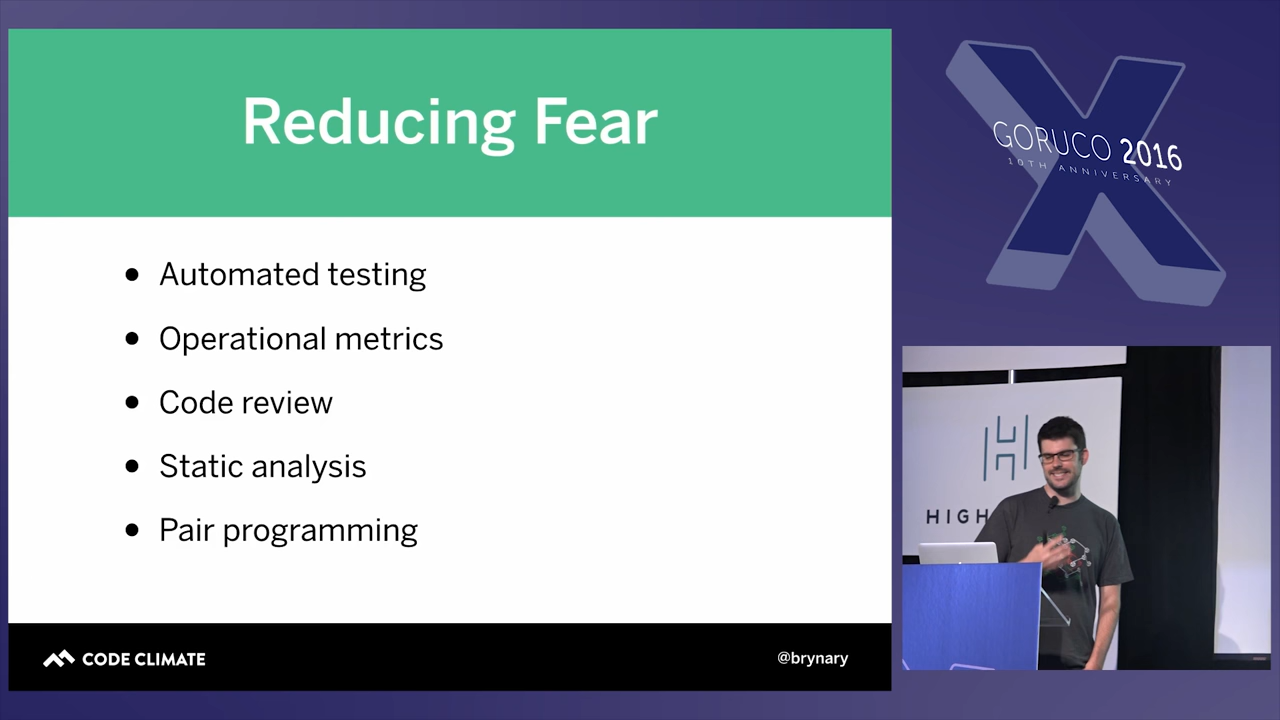 Reducing Fear
• Automated testing
• Operational metrics
• Code review
• Static analysis
• Pair programming
CODE CLIMATE
@brynary
GORUCO 2016
10TH ANNIVERSARY
HIGH